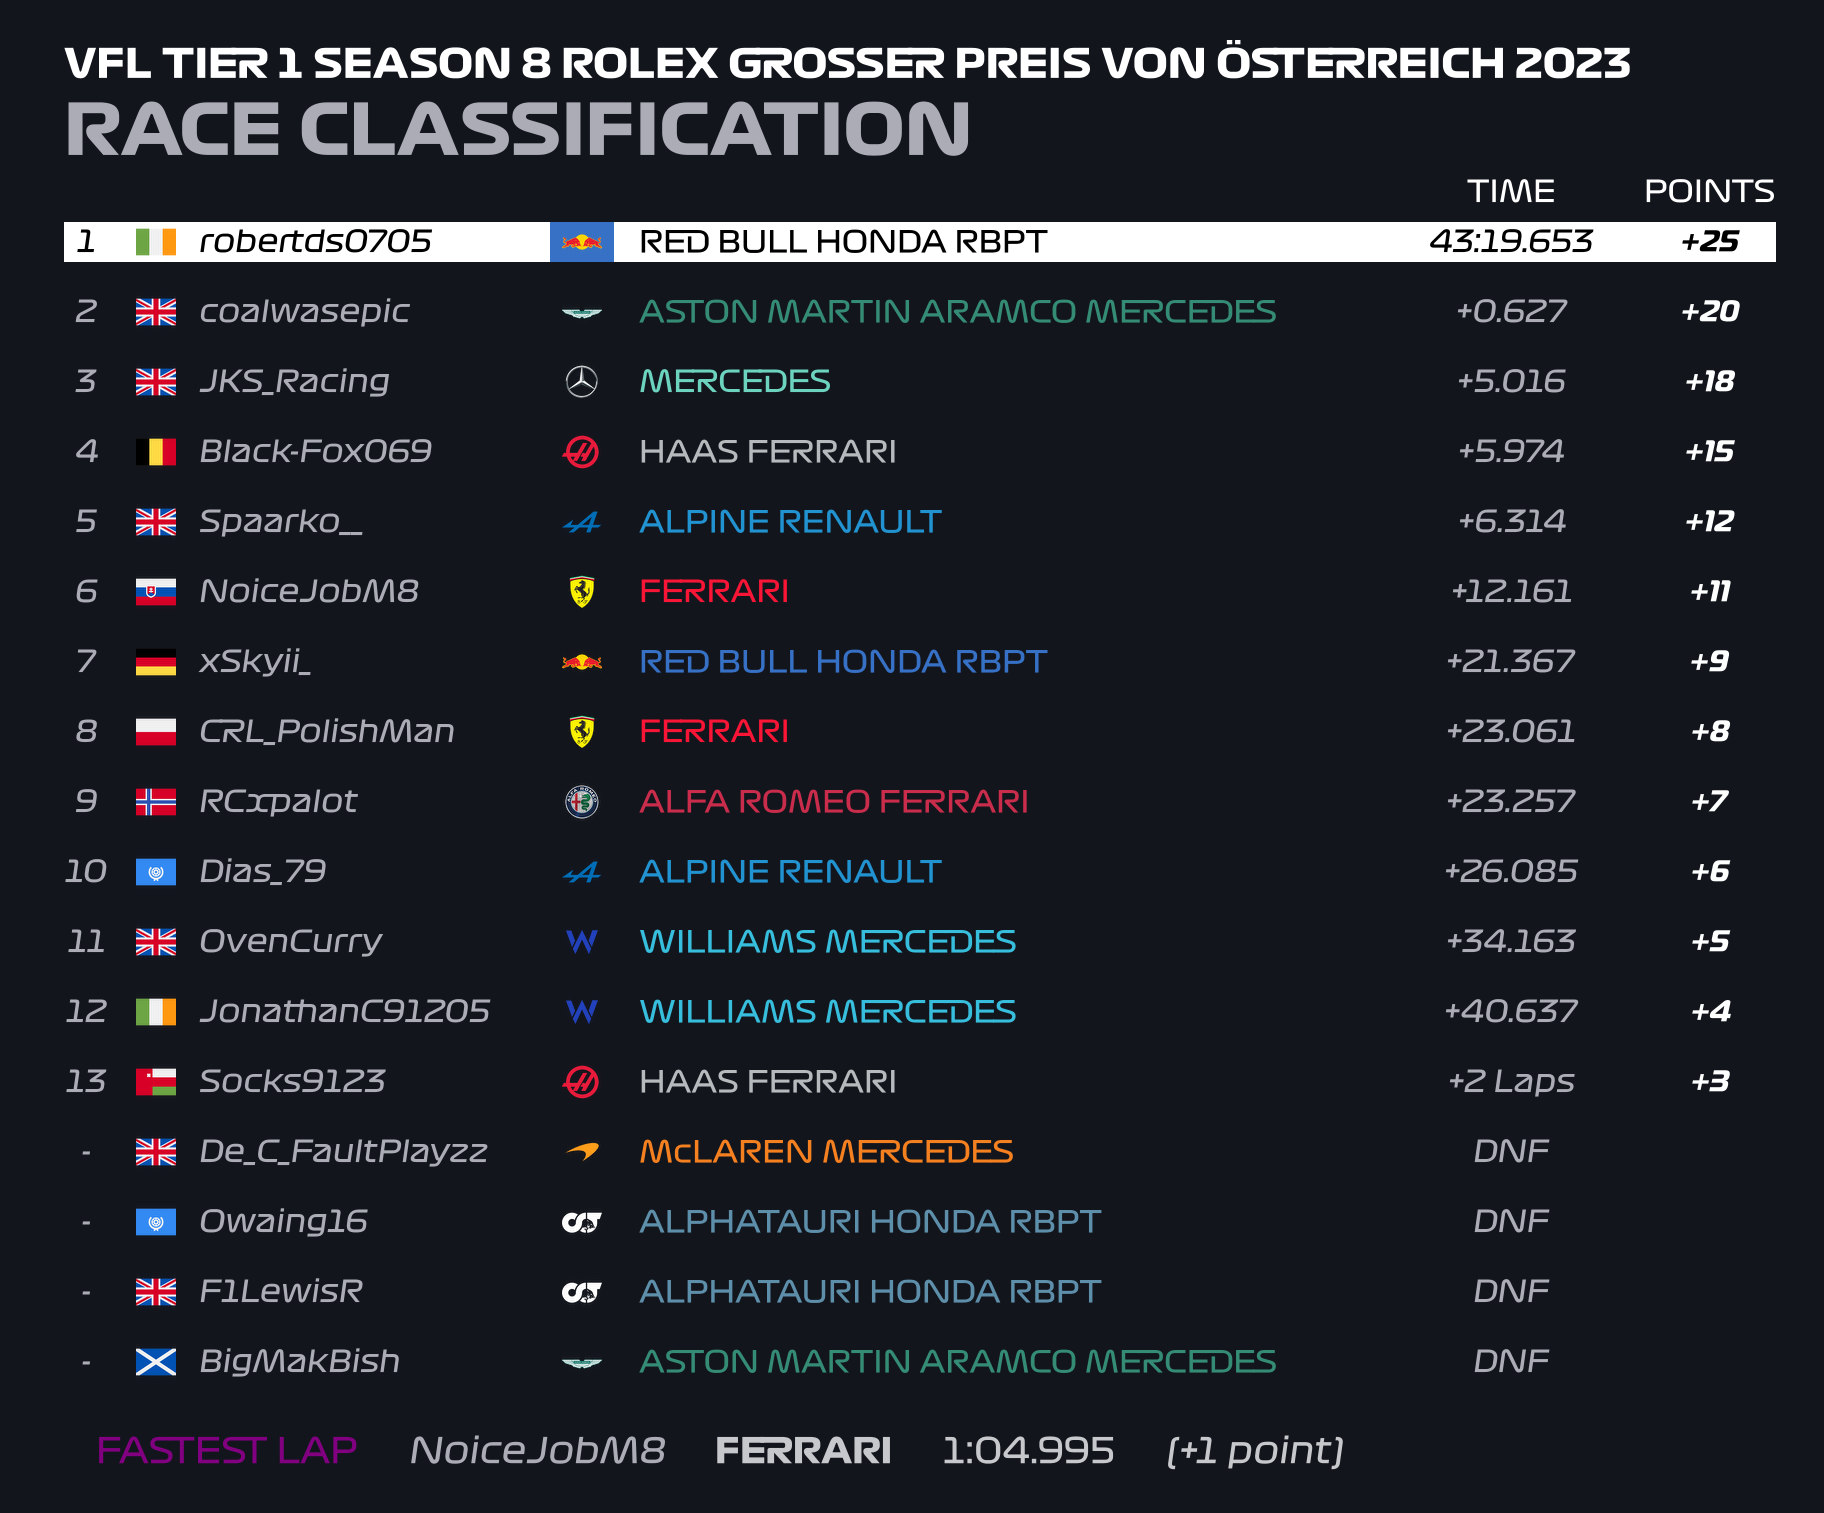 VFL TIER 1 SEASON 8 ROLEX GROSSER PREIS VON ÖSTERREICH 2023
RACE CLASSIFICATION
TIME POINTS
1 robertds0705 RED BULL HONDA RBPT 43:19.653 +25
2 coalwasepic ASTON MARTIN ARAMCO MERCEDES +0.627 +20
3 JKS_Racing MERCEDES +5.016 +18
4 Black-Fox069 HAAS FERRARI +5.974 +15
5 Spaarko__ ALPINE RENAULT +6.314 +12
6 NoiceJobM8 FERRARI +12.161 +11
7 xSkyii_ RED BULL HONDA RBPT +21.367 +9
8 CRL_PolishMan FERRARI +23.061 +8
9 RCxpalot ALFA ROMEO FERRARI +23.257 +7
10 Dias_79 ALPINE RENAULT +26.085 +6
11 OvenCurry WILLIAMS MERCEDES +34.163 +5
12 JonathanC91205 WILLIAMS MERCEDES +40.637 +4
13 Socks9123 HAAS FERRARI +2 Laps +3
- De_C_FaultPlayzz McLAREN MERCEDES DNF
- Owaing16 ALPHATAURI HONDA RBPT DNF
- F1LewisR ALPHATAURI HONDA RBPT DNF
- BigMakBish ASTON MARTIN ARAMCO MERCEDES DNF
FASTEST LAP NoiceJobM8 FERRARI 1:04.995 (+1 point)